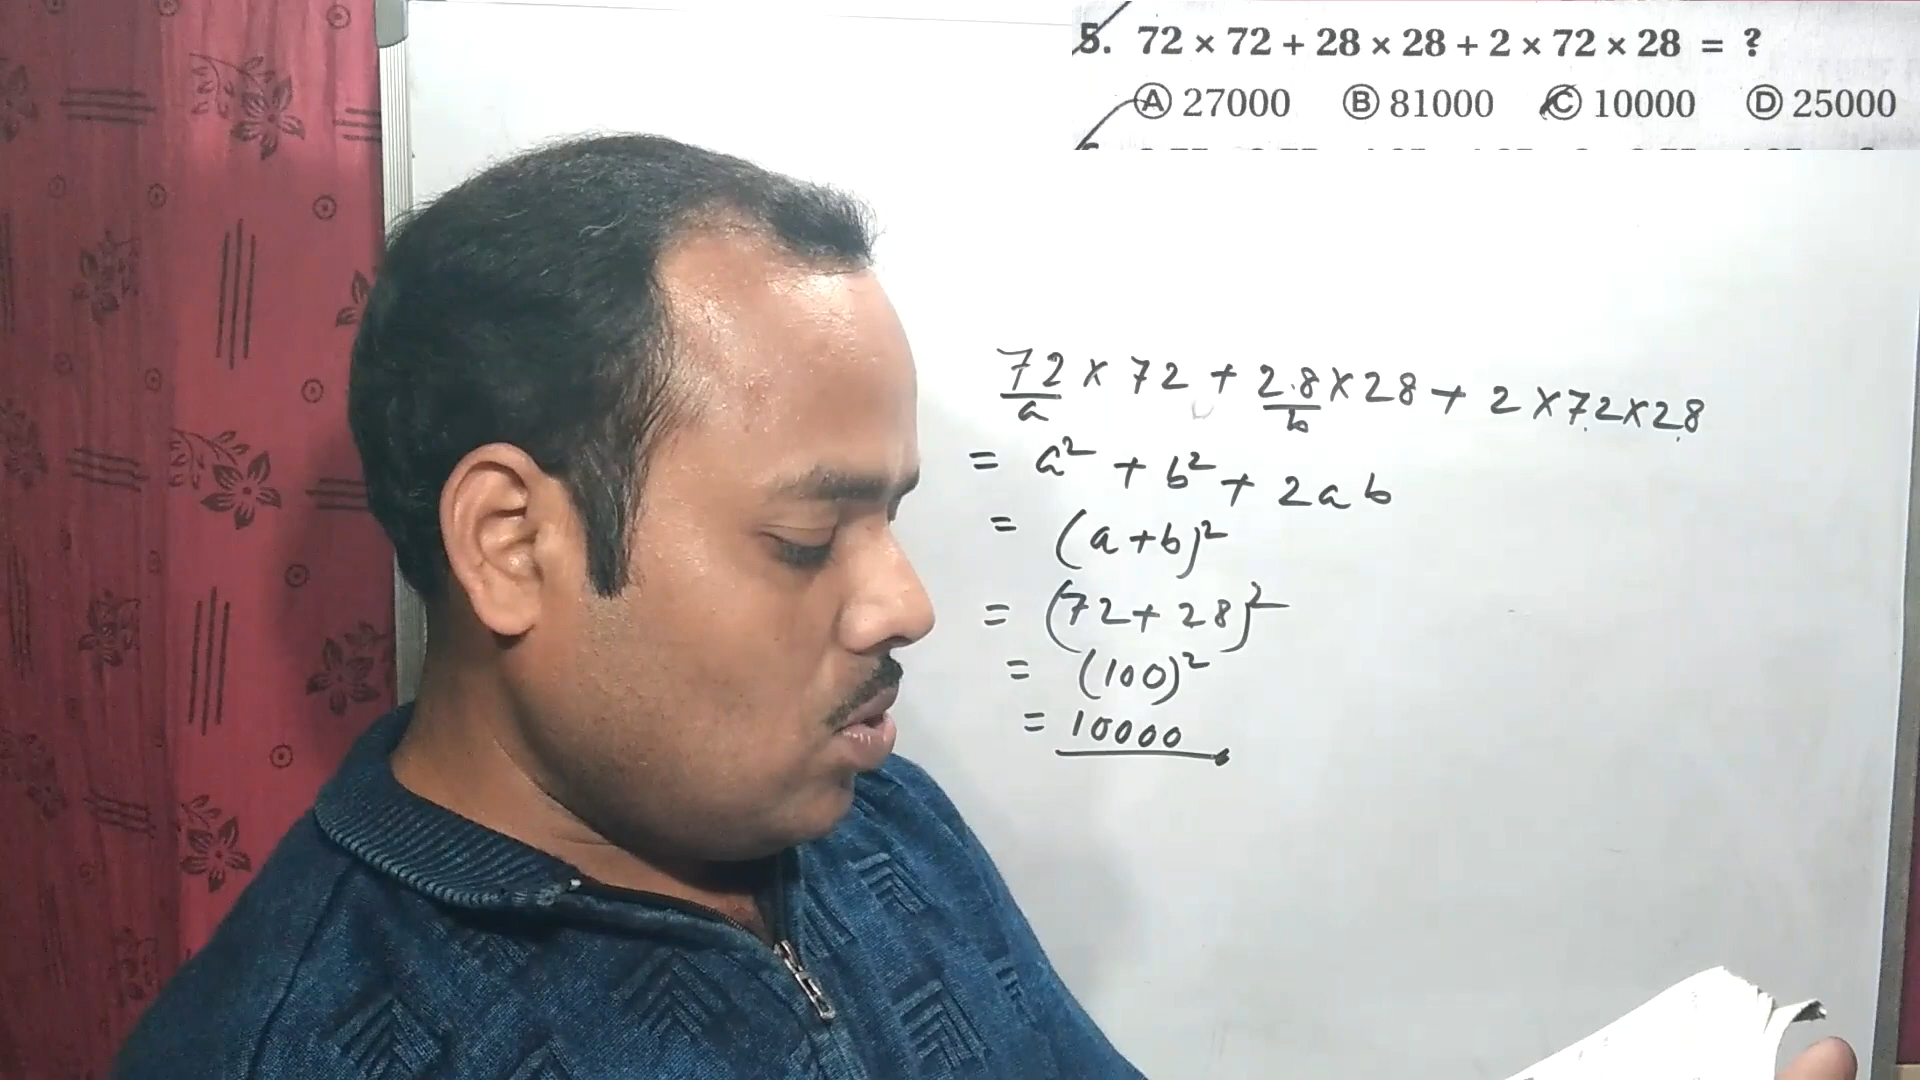 5. 72 × 72 + 28 × 28 + 2 × 72 × 28 = ?
Ⓐ 27000 Ⓑ 81000 Ⓒ 10000 Ⓓ 25000
72 × 72 + 28 × 28 + 2 × 72 × 28
a b
= a² + b² + 2ab
= (a+b)²
= (72 + 28)²
= (100)²
= 10000